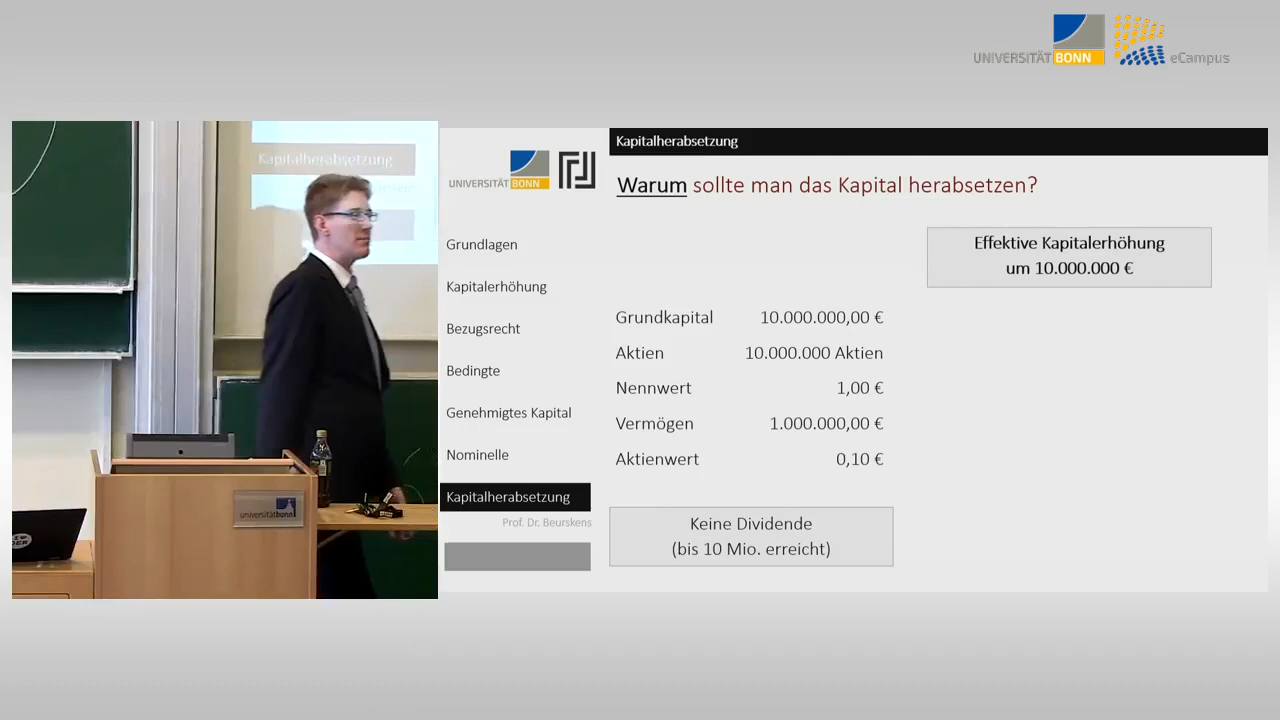 UNIVERSITÄT BONN
eCampus
Kapitalherabsetzung
universitätbonn
UNIVERSITÄT BONN
Grundlagen
Kapitalerhöhung
Bezugsrecht
Bedingte
Genehmigtes Kapital
Nominelle
Kapitalherabsetzung
Prof. Dr. Beurskens
Kapitalherabsetzung
Warum sollte man das Kapital herabsetzen?
Effektive Kapitalerhöhung
um 10.000.000 €
Grundkapital 10.000.000,00 €
Aktien 10.000.000 Aktien
Nennwert 1,00 €
Vermögen 1.000.000,00 €
Aktienwert 0,10 €
Keine Dividende
(bis 10 Mio. erreicht)